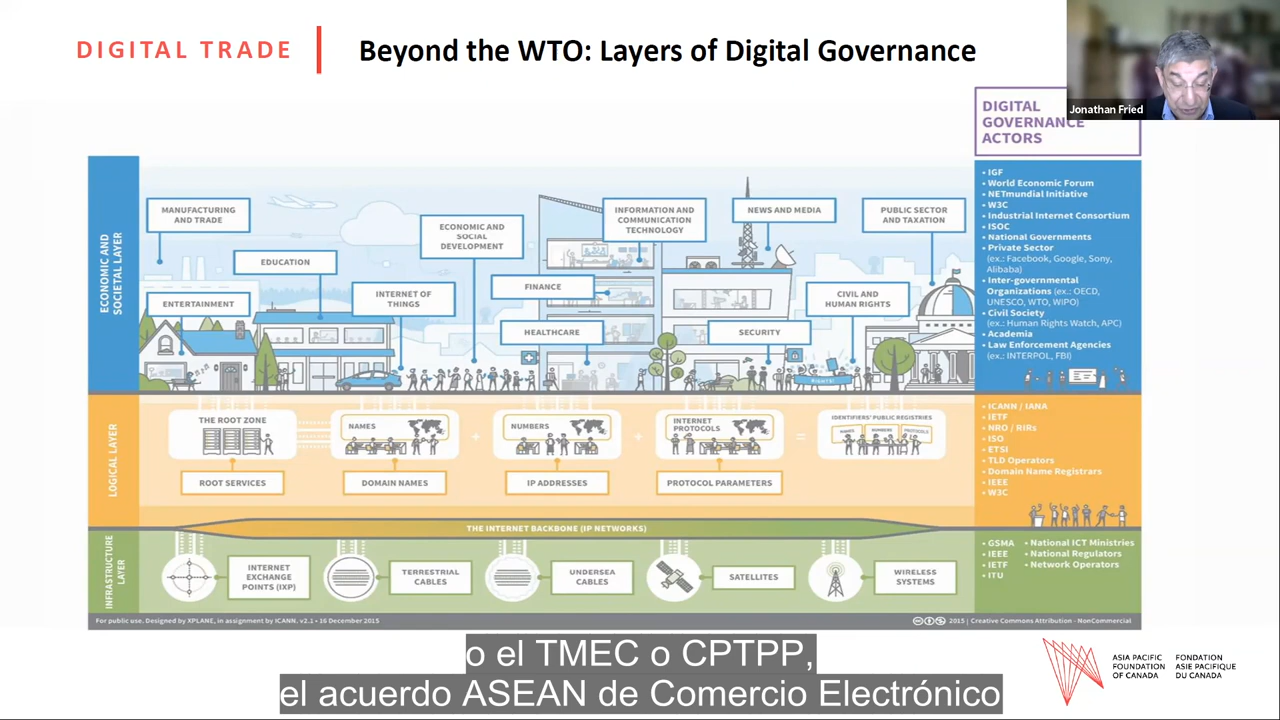 DIGITAL TRADE
Beyond the WTO: Layers of Digital Governance
Jonathan Fried
DIGITAL
GOVERNANCE
ACTORS
ECONOMIC AND
SOCIETAL LAYER
MANUFACTURING
AND TRADE
EDUCATION
ENTERTAINMENT
INTERNET OF
THINGS
ECONOMIC AND
SOCIAL
DEVELOPMENT
FINANCE
HEALTHCARE
INFORMATION AND
COMMUNICATION
TECHNOLOGY
NEWS AND MEDIA
SECURITY
CIVIL AND
HUMAN RIGHTS
PUBLIC SECTOR
AND TAXATION
• IGF
• World Economic Forum
• NETmundial Initiative
• W3C
• Industrial Internet Consortium
• ISOC
• National Governments
• Private Sector
(ex.: Facebook, Google, Sony,
Alibaba)
• Inter-governmental
Organizations (ex.: OECD,
UNESCO, WTO, WIPO)
• Civil Society
(ex.: Human Rights Watch, APC)
• Academia
• Law Enforcement Agencies
(ex.: INTERPOL, FBI)
LOGICAL LAYER
THE ROOT ZONE
NAMES
NUMBERS
INTERNET
PROTOCOLS
IDENTIFIERS' PUBLIC REGISTRIES
NAMES
NUMBERS
PROTOCOLS
+
+
=
ROOT SERVICES
DOMAIN NAMES
IP ADDRESSES
PROTOCOL PARAMETERS
• ICANN / IANA
• IETF
• NRO / RIRs
• ISO
• ETSI
• TLD Operators
• Domain Name Registrars
• IEEE
• W3C
THE INTERNET BACKBONE (IP NETWORKS)
INFRASTRUCTURE
LAYER
INTERNET
EXCHANGE
POINTS (IXP)
TERRESTRIAL
CABLES
UNDERSEA
CABLES
SATELLITES
WIRELESS
SYSTEMS
• GSMA
• IEEE
• IETF
• ITU
• National ICT Ministries
• National Regulators
• Network Operators
For public use. Designed by XPLANE, in assignment by ICANN. v2.1 • 16 December 2015
2015 | Creative Commons Attribution - NonCommercial
o el TMEC o CPTPP,
el acuerdo ASEAN de Comercio Electrónico
ASIA PACIFIC
FOUNDATION
OF CANADA
FONDATION
ASIE PACIFIQUE
DU CANADA